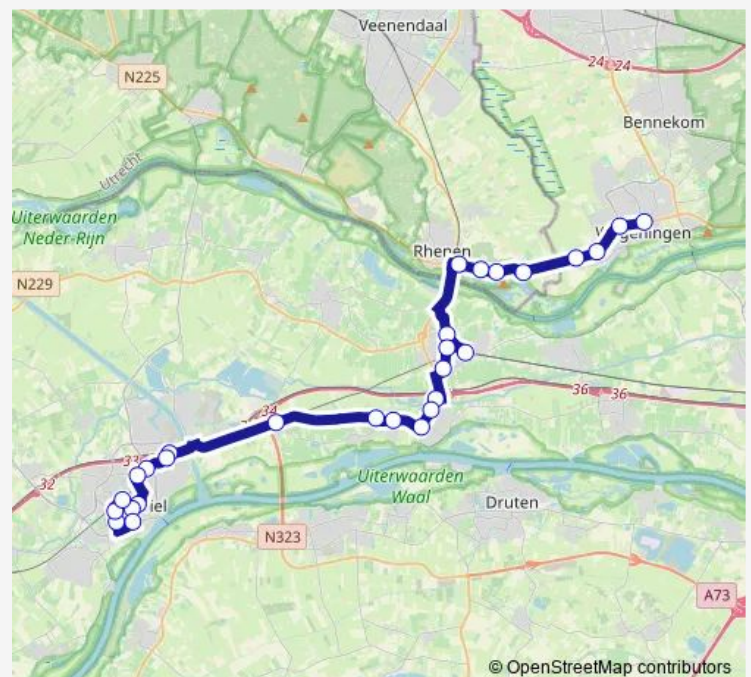 Veenendaal
24
24
N225
Bennekom
Utrecht
Uiterwaarden
Neder-Rijn
Rhenen
N229
36
36
34
33
32
Uiterwaarden
Waal
Druten
iel
N323
A73
© OpenStreetMap contributors